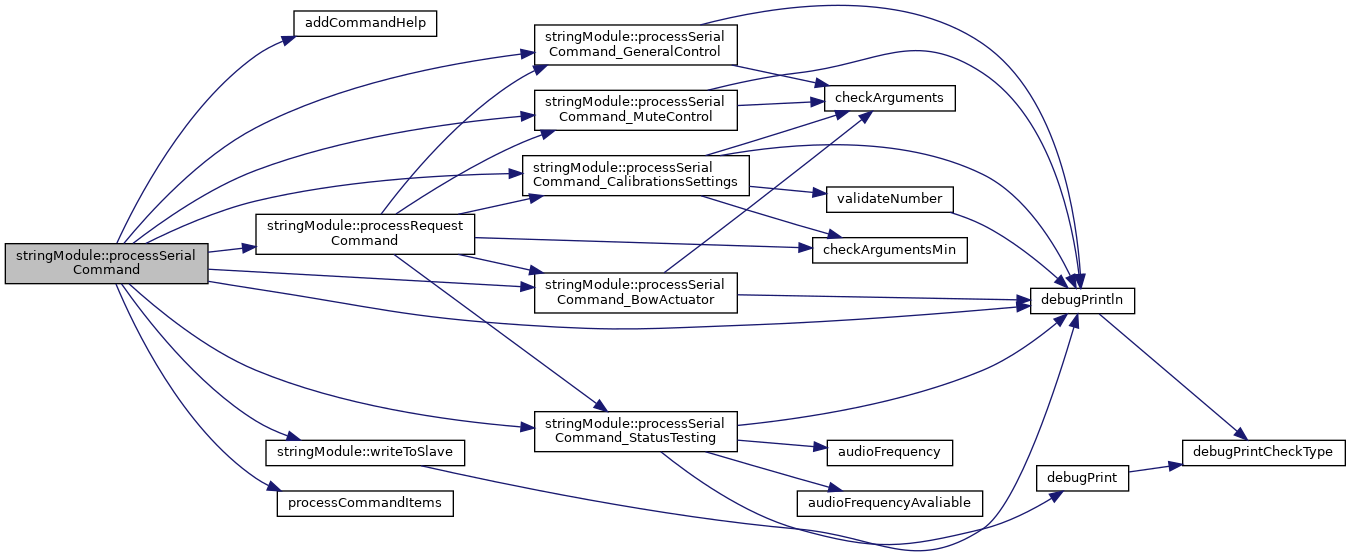 addCommandHelp
stringModule::processSerial
Command_GeneralControl
checkArguments
stringModule::processSerial
Command_MuteControl
stringModule::processSerial
Command_CalibrationsSettings
validateNumber
stringModule::processRequest
Command
checkArgumentsMin
stringModule::processSerial
Command
stringModule::processSerial
Command_BowActuator
debugPrintln
stringModule::processSerial
Command_StatusTesting
stringModule::writeToSlave
audioFrequency
debugPrintCheckType
debugPrint
processCommandItems
audioFrequencyAvaliable